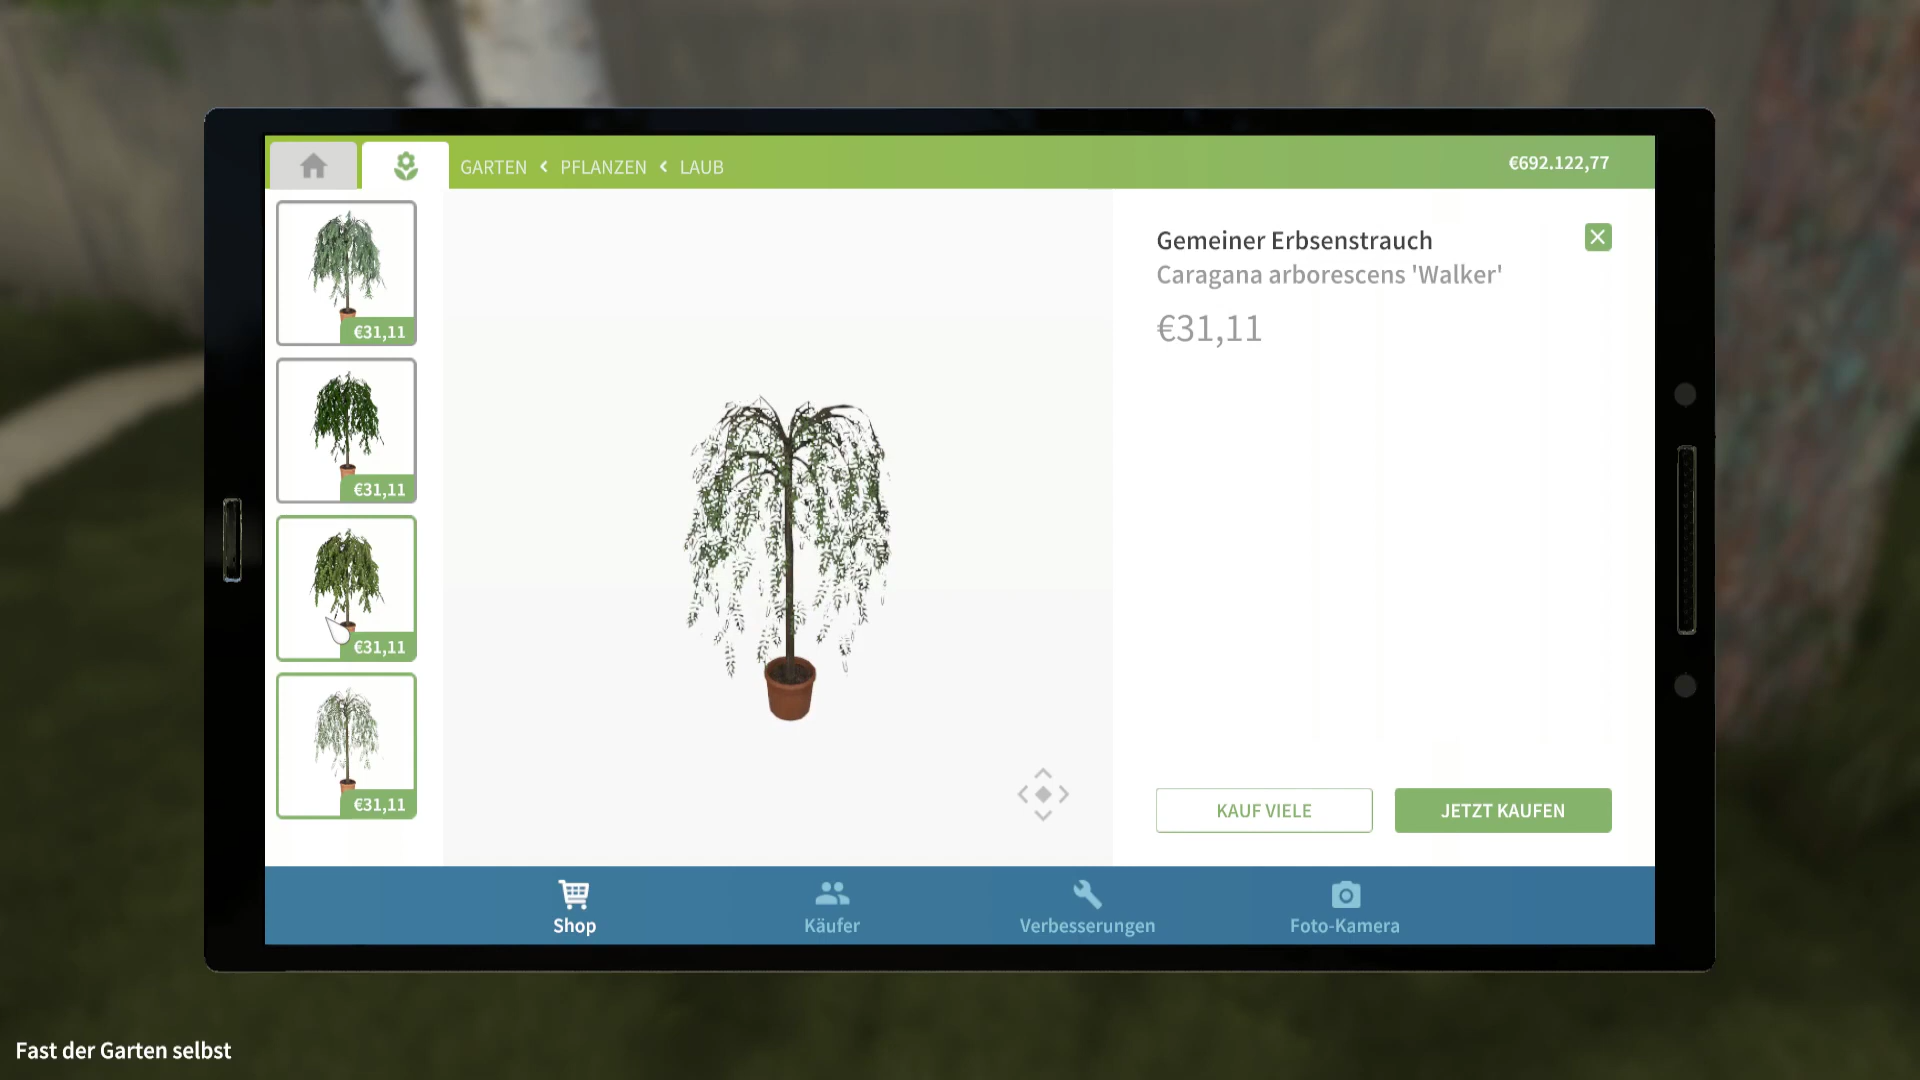 GARTEN < PFLANZEN < LAUB
€692.122,77
€31,11
€31,11
€31,11
€31,11
Gemeiner Erbsenstrauch
Caragana arborescens 'Walker'
€31,11
KAUF VIELE
JETZT KAUFEN
Shop
Käufer
Verbesserungen
Foto-Kamera
Fast der Garten selbst